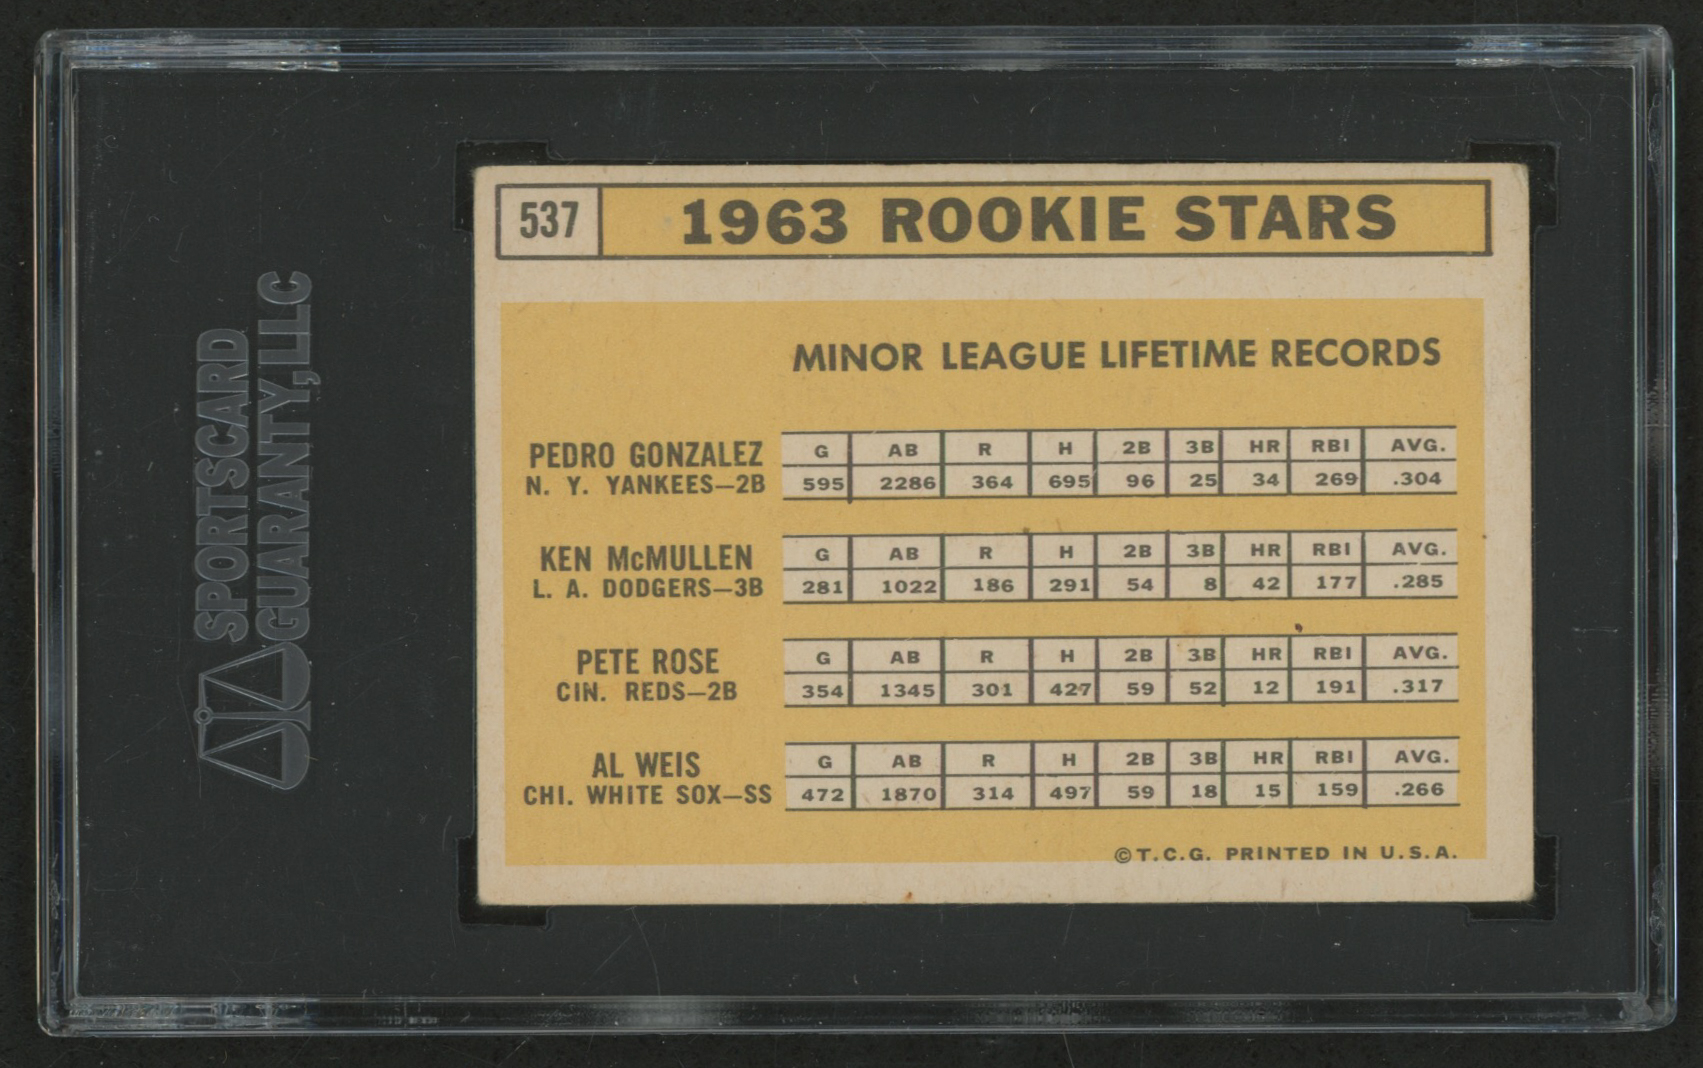 SPORTSCARD
GUARANTY, LLC
537 1963 ROOKIE STARS
MINOR LEAGUE LIFETIME RECORDS
PEDRO GONZALEZ G AB R H 2B 3B HR RBI AVG.
N. Y. YANKEES—2B 595 2286 364 695 96 25 34 269 .304
KEN McMULLEN G AB R H 2B 3B HR RBI AVG.
L. A. DODGERS—3B 281 1022 186 291 54 8 42 177 .285
PETE ROSE G AB R H 2B 3B HR RBI AVG.
CIN. REDS—2B 354 1345 301 427 59 52 12 191 .317
AL WEIS G AB R H 2B 3B HR RBI AVG.
CHI. WHITE SOX—SS 472 1870 314 497 59 18 15 159 .266
© T.C.G. PRINTED IN U.S.A.